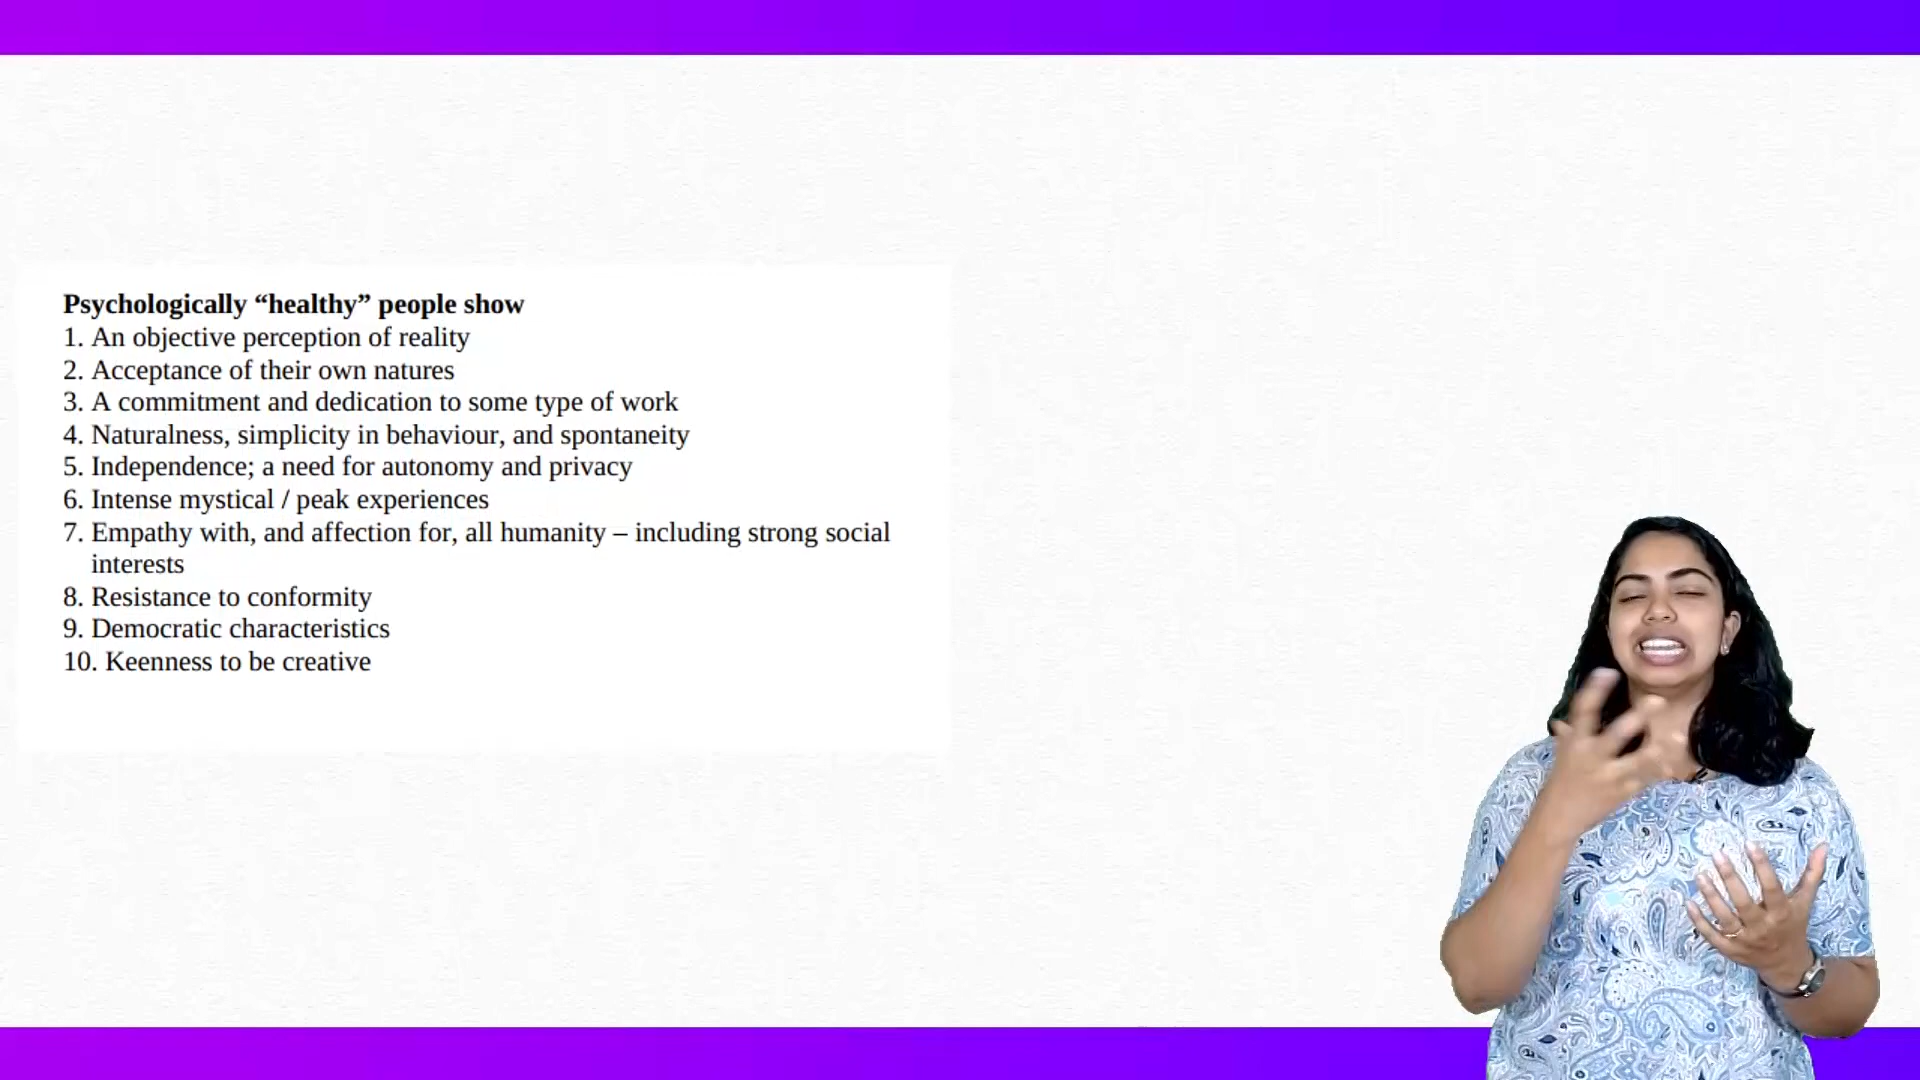 Psychologically “healthy” people show
1. An objective perception of reality
2. Acceptance of their own natures
3. A commitment and dedication to some type of work
4. Naturalness, simplicity in behaviour, and spontaneity
5. Independence; a need for autonomy and privacy
6. Intense mystical / peak experiences
7. Empathy with, and affection for, all humanity – including strong social
interests
8. Resistance to conformity
9. Democratic characteristics
10. Keenness to be creative